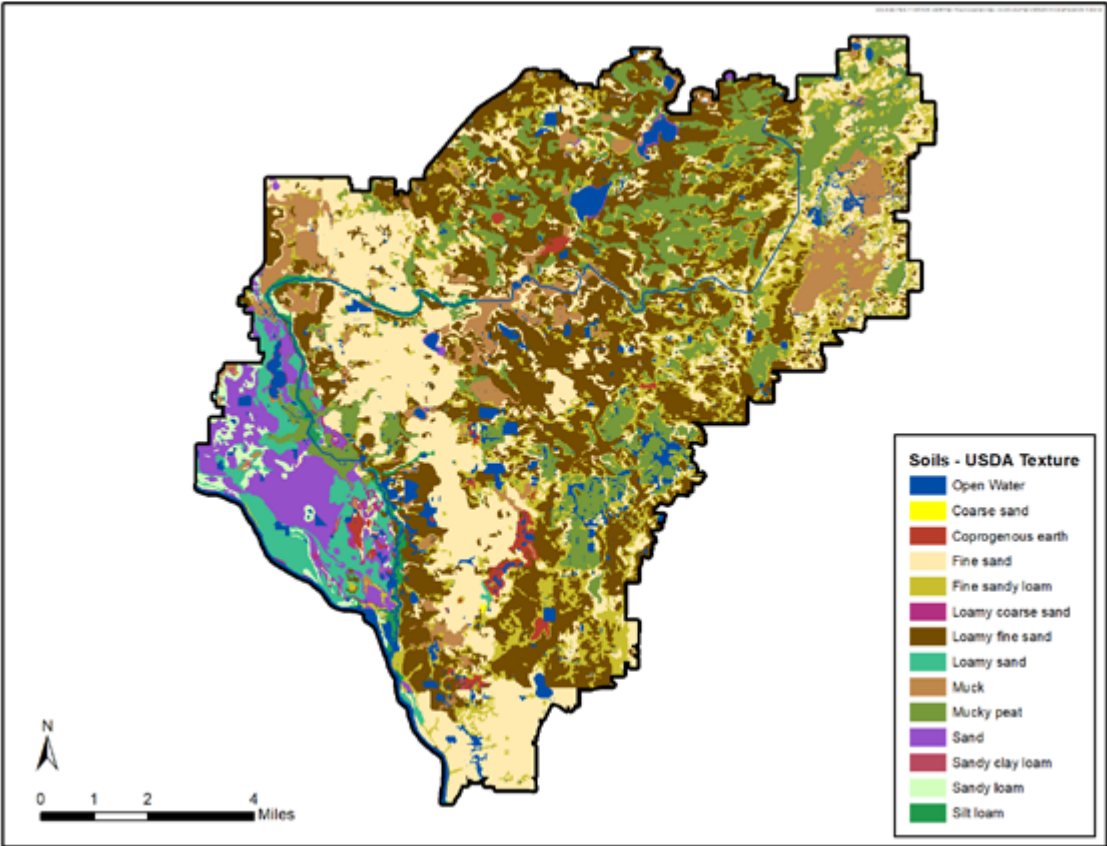 Soils - USDA Texture
Open Water
Coarse sand
Coprogenous earth
Fine sand
Fine sandy loam
Loamy coarse sand
Loamy fine sand
Loamy sand
Muck
Mucky peat
Sand
Sandy clay loam
Sandy loam
Silt loam
N
0 1 2 4
Miles